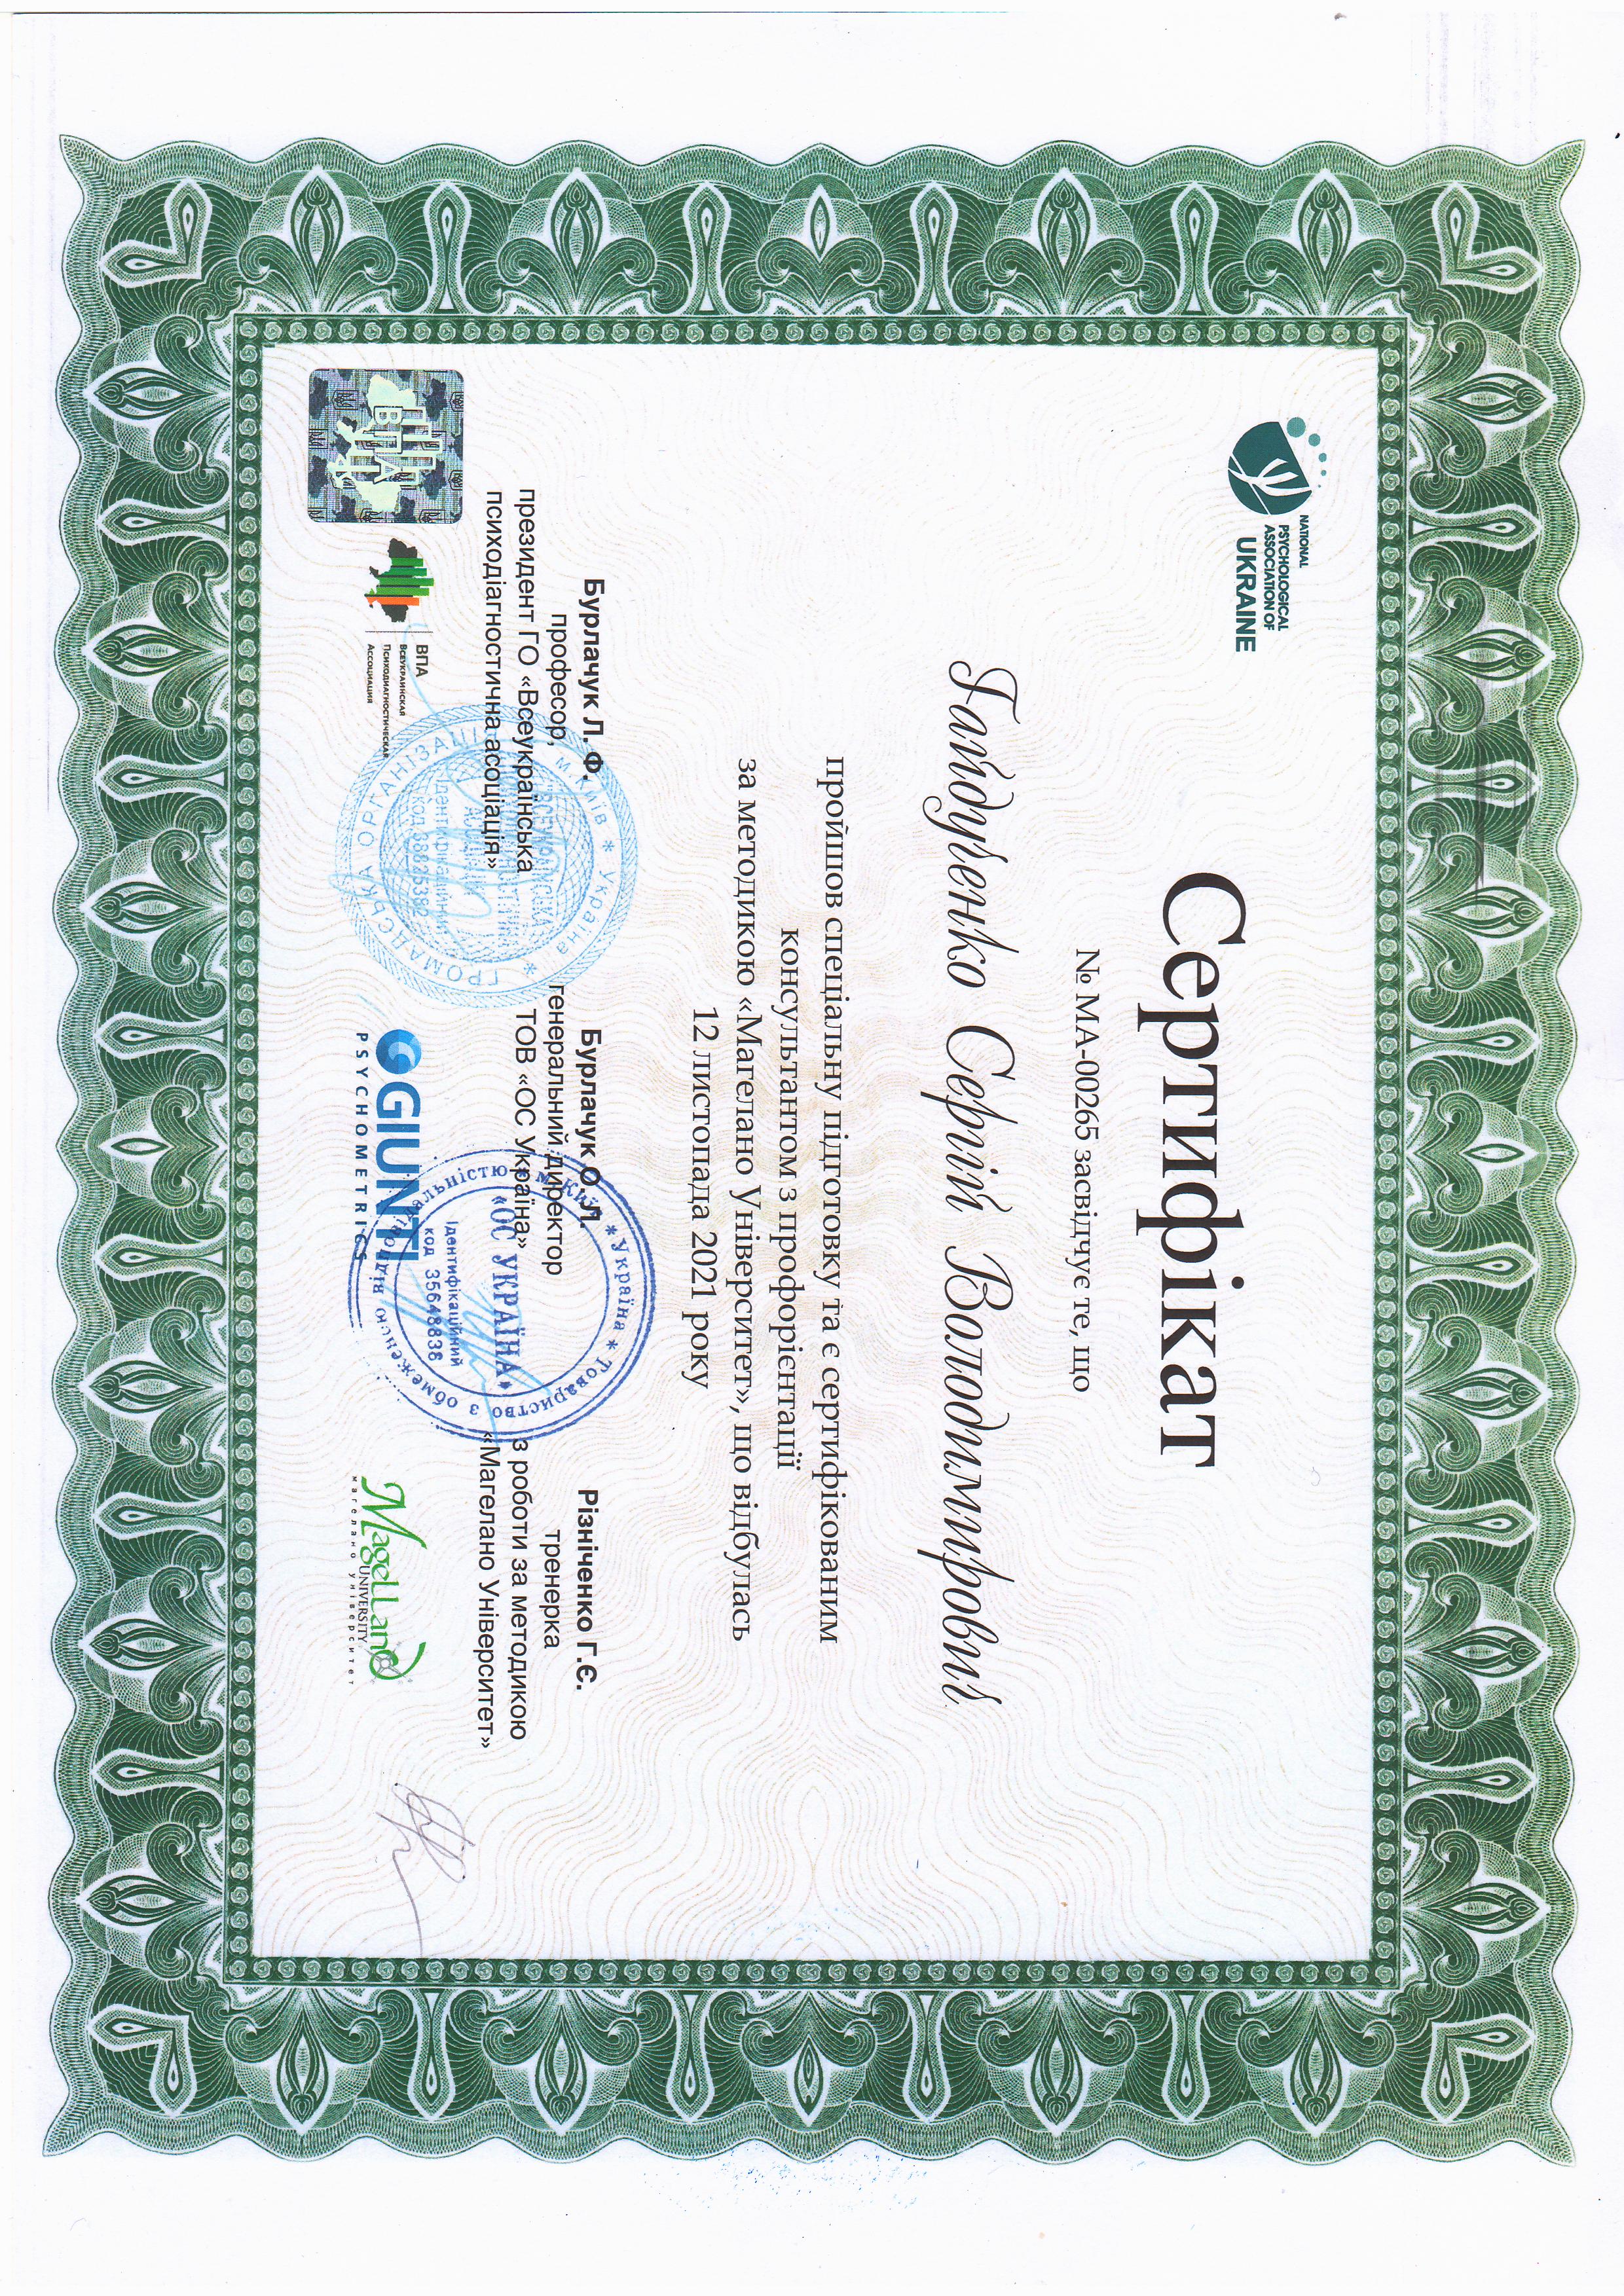 NATIONAL
PSYCHOLOGICAL
ASSOCIATION OF
UKRAINE
Сертифікат
№ МА-00265 засвідчує те, що
Гайдученко Сергій Володимирович
пройшов спеціальну підготовку та є сертифікованим
консультантом з профорієнтації
за методикою «Магелано Університет», що відбулась
12 листопада 2021 року
Бурлачук Л. Ф.
професор,
президент ГО «Всеукраїнська
психодіагностична асоціація»
Бурлачук О. Л.
генеральний директор
ТОВ «ОС Україна»
Різніченко Г.Є.
тренерка
з роботи за методикою
«Магелано Університет»
м.Київ * Україна * ГРОМАДСЬКА ОРГАНІЗАЦІЯ
ВСЕУКРАЇНСЬКА
ПСИХОДІАГНОСТИЧНА
АСОЦІАЦІЯ
Ідентифікаційний
код 38825382
м. Київ * Україна * Товариство з обмеженою відповідальністю
«ОС УКРАЇНА»
Ідентифікаційний
код 35648838
ВПА
ВПА
Всеукраинская
Психодиагностическая
Ассоциация
GIUNTI
PSYCHOMETRICS
Magellano
UNIVERSITY
магелано університет